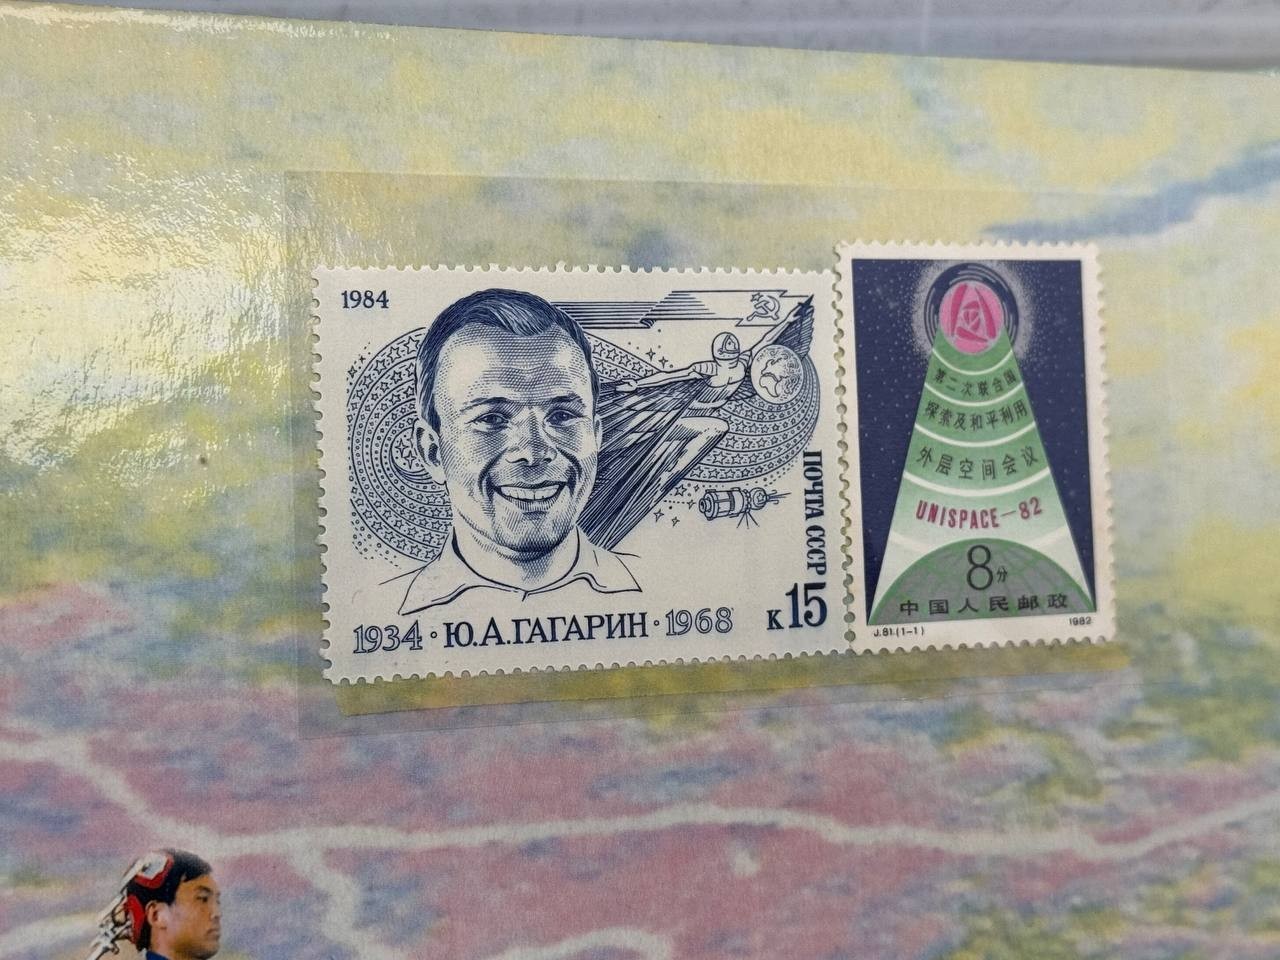 1984
ПОЧТА СССР
к 15
1934 · Ю.А.ГАГАРИН · 1968
第二次联合国
探索及和平利用
外层空间会议
UNISPACE-82
8分
中国人民邮政
J.81.(1-1)
1982